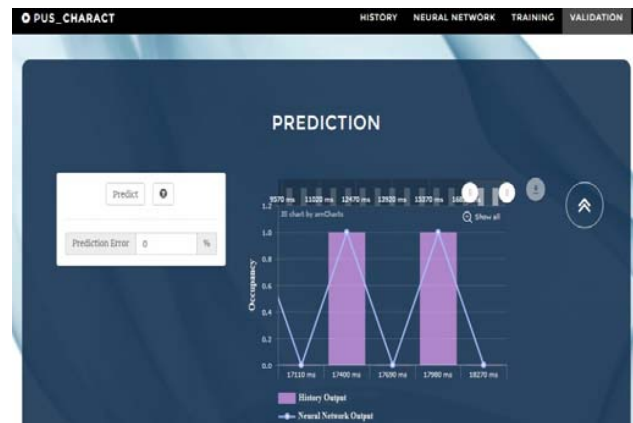 PUS_CHARACT HISTORY NEURAL NETWORK TRAINING VALIDATION
PREDICTION
Predict
Prediction Error 0 %
9570 ms 11020 ms 12470 ms 13920 ms 15370 ms
JS chart by amCharts
Show all
Occupancy
1.2
1.0
0.8
0.6
0.4
0.2
0.0
17110 ms 17400 ms 17690 ms 17980 ms 18270 ms
History Output
Neural Network Output